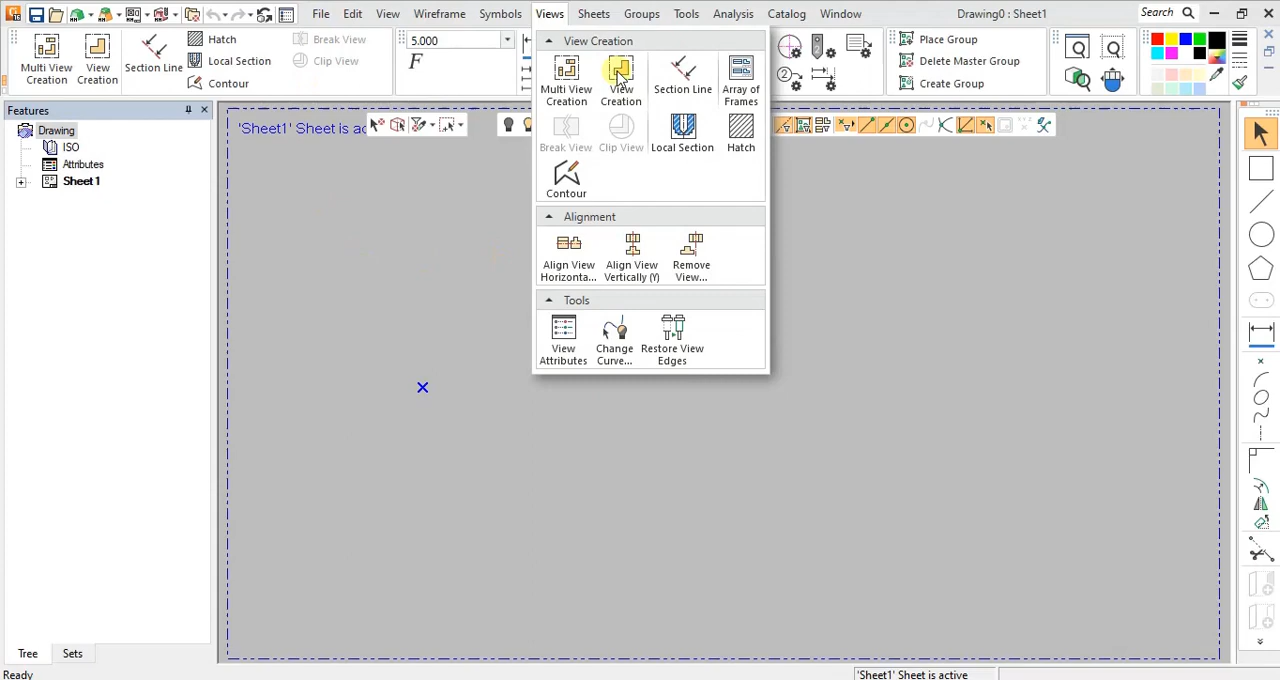 File Edit View Wireframe Symbols Views Sheets Groups Tools Analysis Catalog Window Drawing0 : Sheet1 Search
Multi View Creation
View Creation
Section Line
Hatch
Local Section
Contour
Break View
Clip View
5.000
F
Place Group
Delete Master Group
Create Group
Features
Drawing
ISO
Attributes
Sheet1
Tree Sets
'Sheet1' Sheet is ac
View Creation
Multi View Creation
View Creation
Section Line
Array of Frames
Break View
Clip View
Local Section
Hatch
Contour
Alignment
Align View Horizonta...
Align View Vertically (Y)
Remove View...
Tools
View Attributes
Change Curve...
Restore View Edges
Ready
'Sheet1' Sheet is active